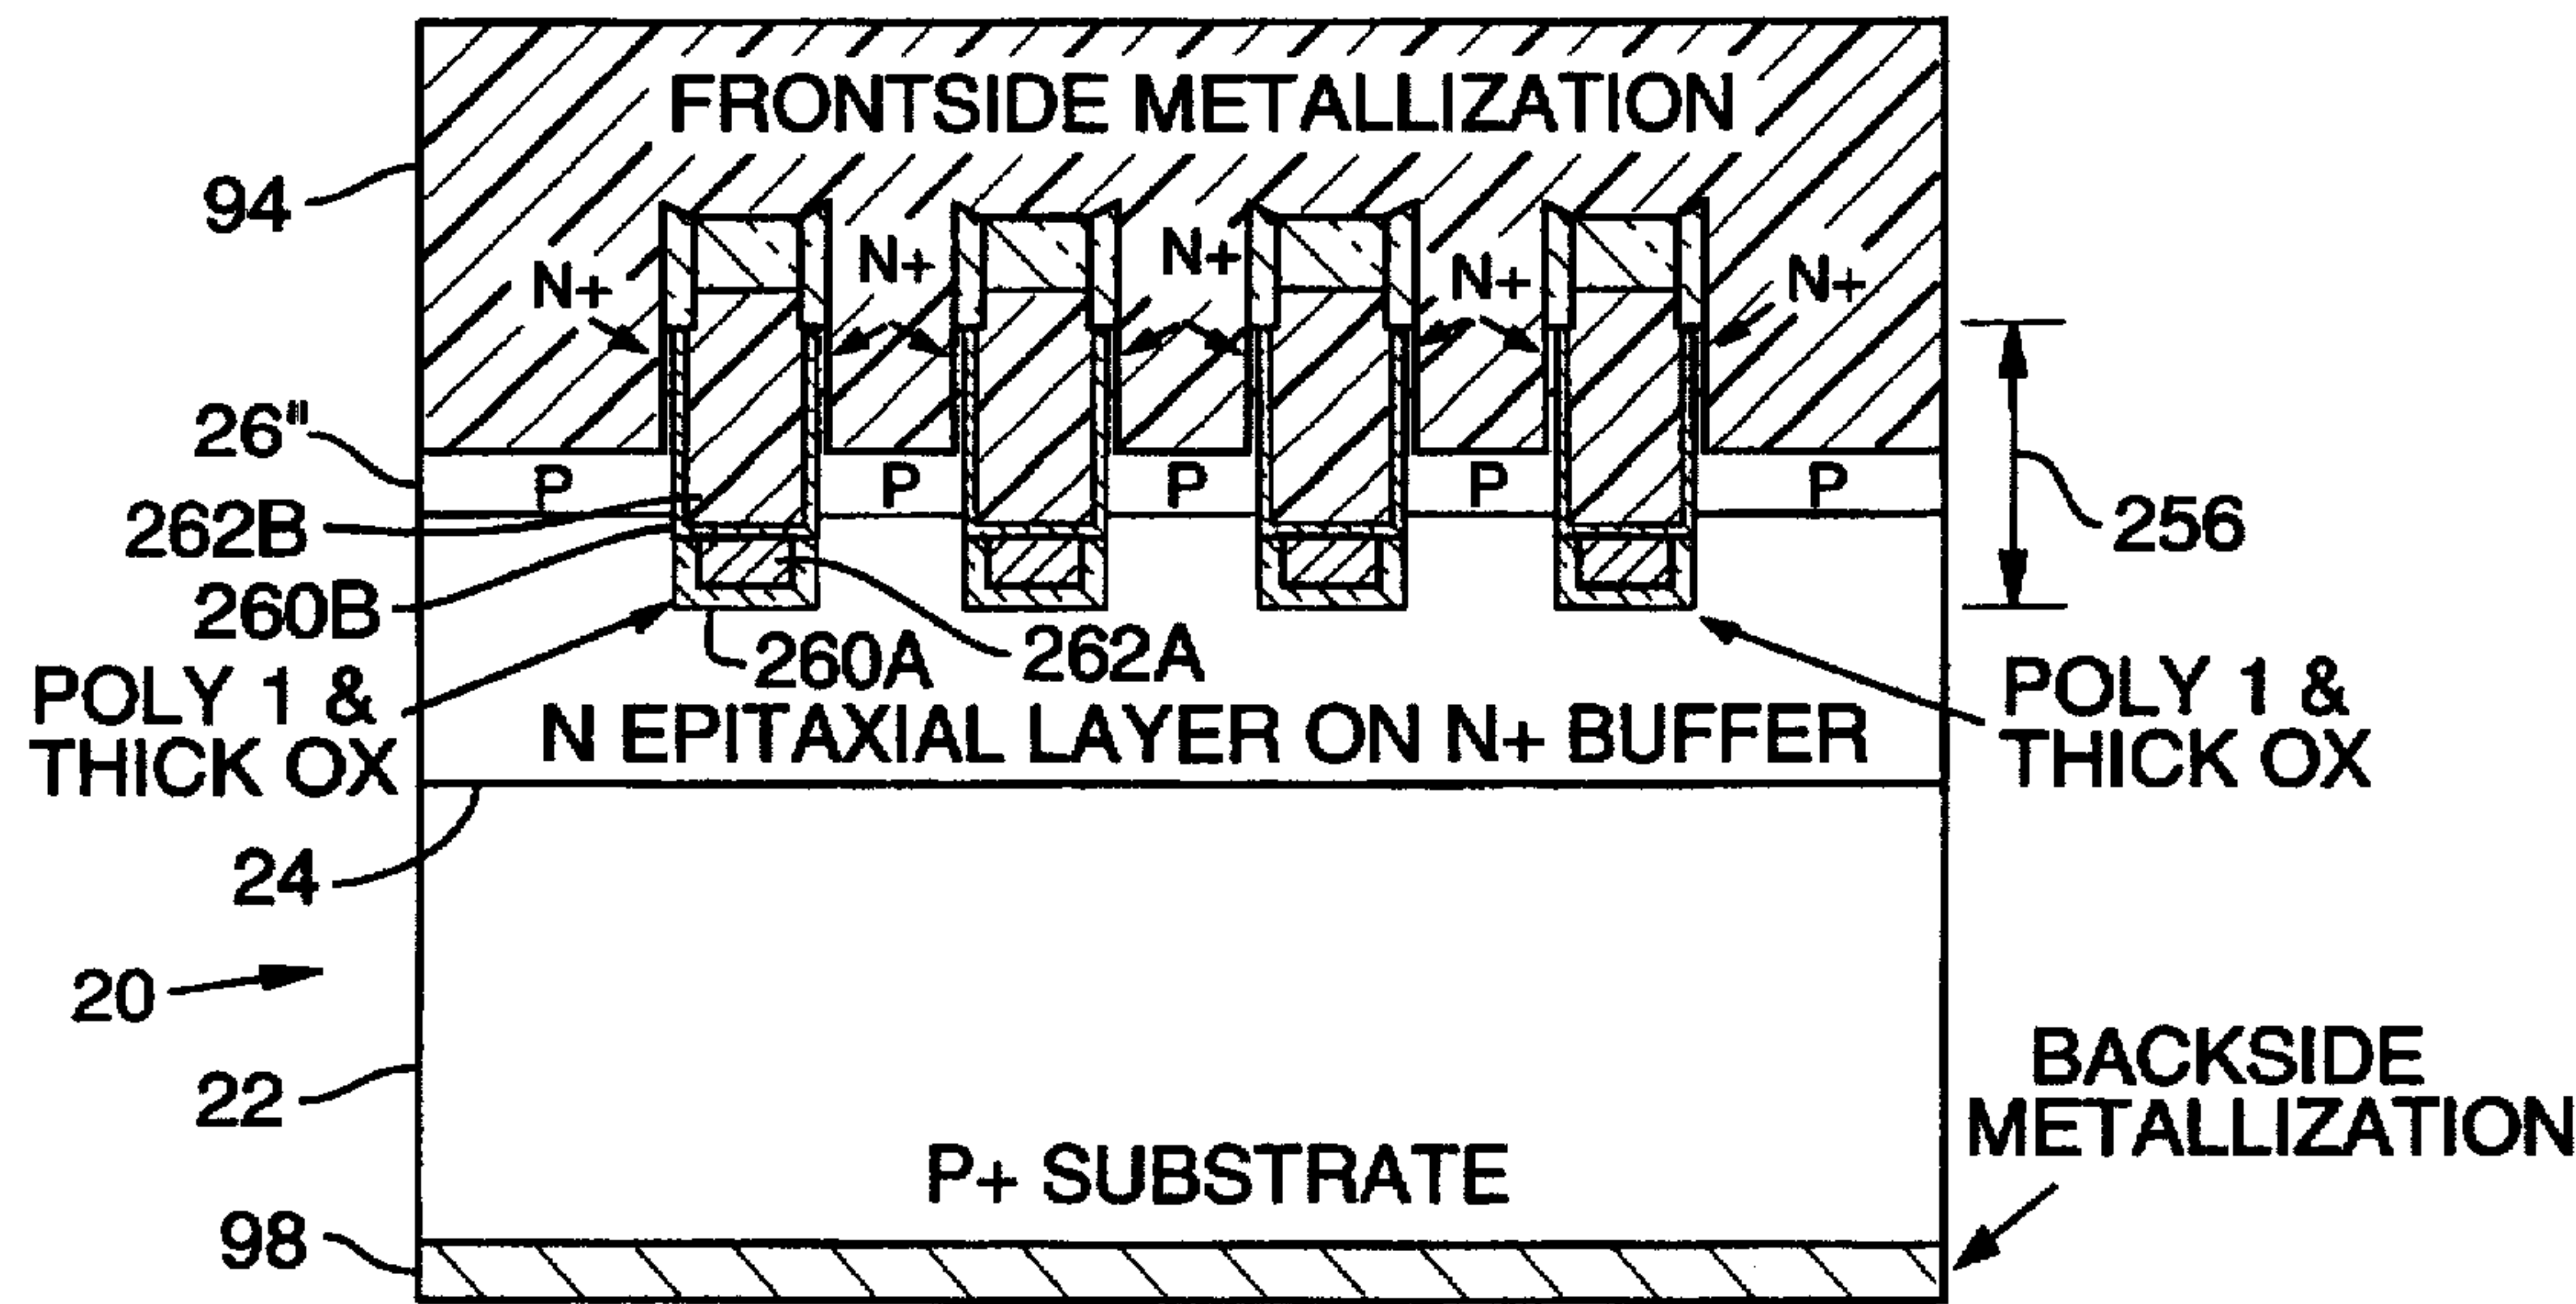 FRONTSIDE METALLIZATION
94
N+
N+
N+
N+
N+
26"
P
P
P
P
P
262B
256
260B
260A
262A
POLY 1 &
THICK OX
POLY 1 &
THICK OX
N EPITAXIAL LAYER ON N+ BUFFER
24
20
22
BACKSIDE
METALLIZATION
P+ SUBSTRATE
98